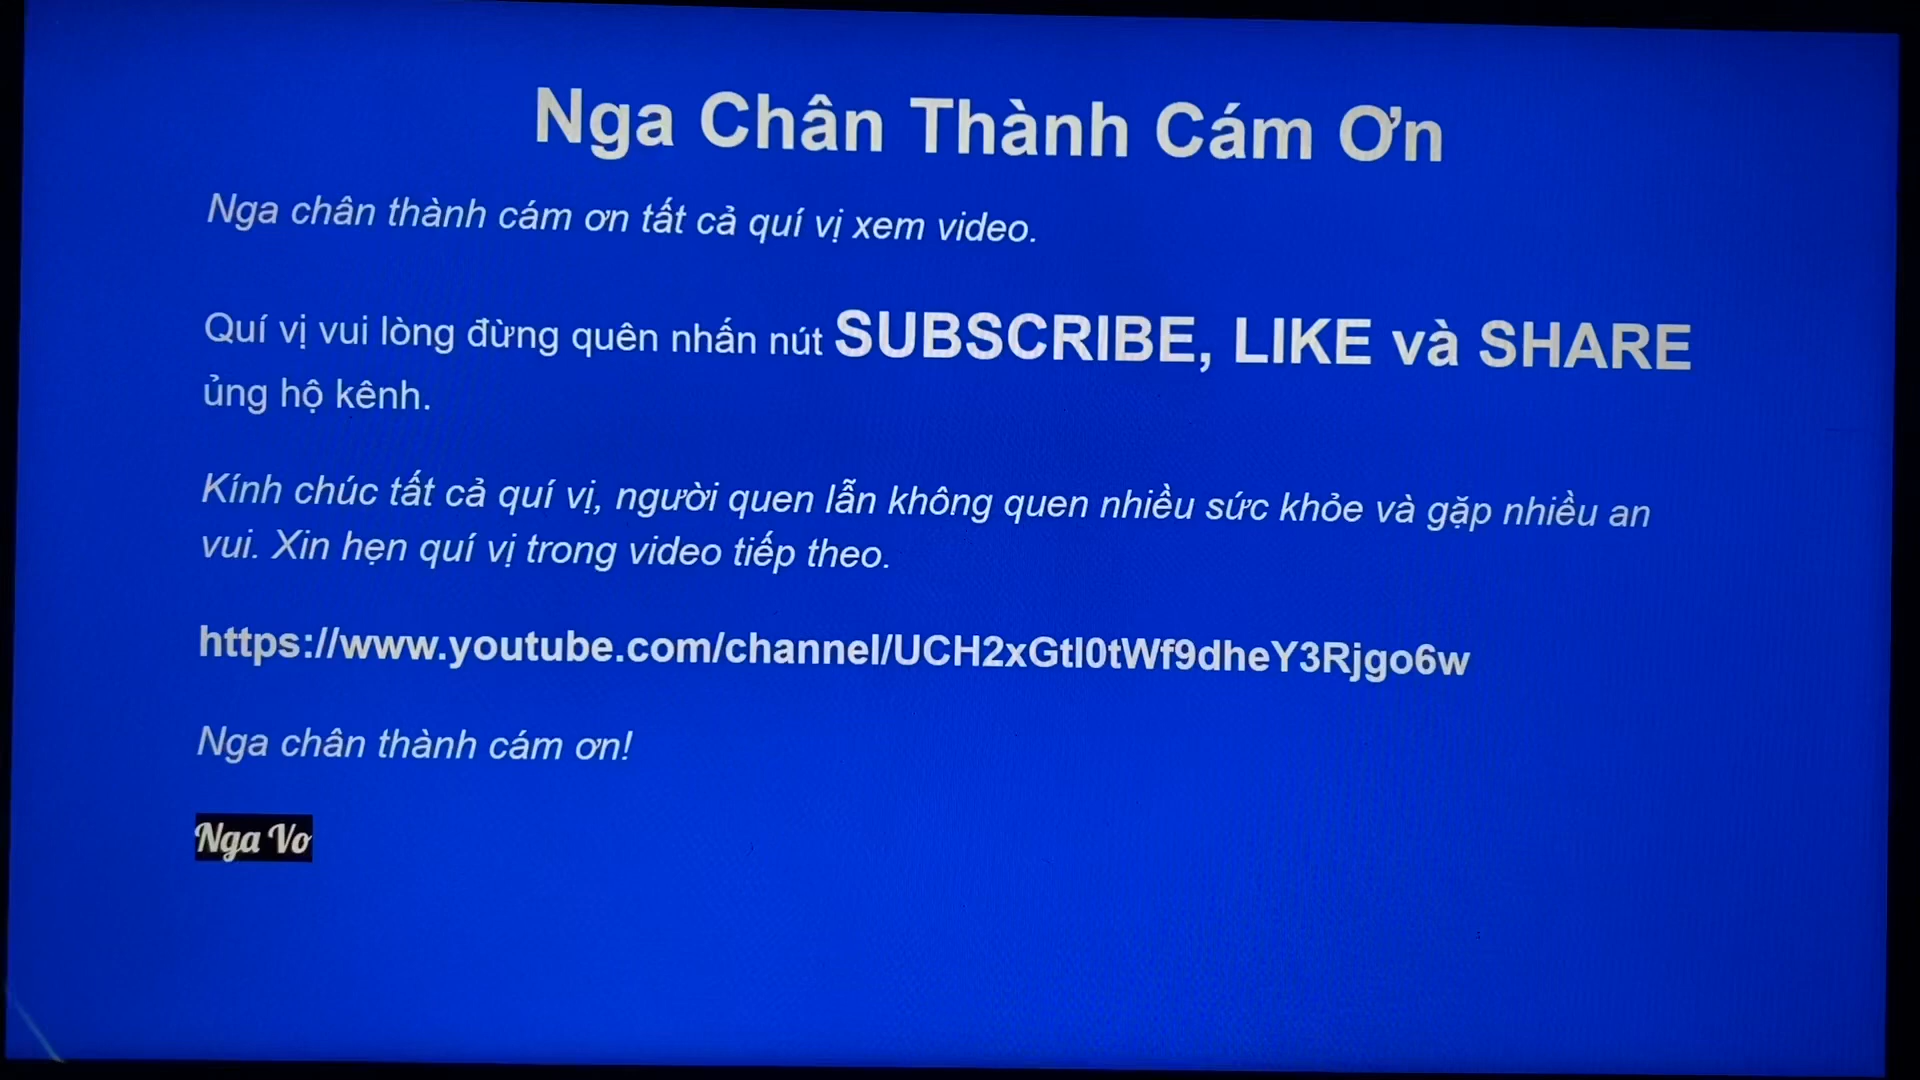 Nga Chân Thành Cám Ơn
Nga chân thành cám ơn tất cả quí vị xem video.
Quí vị vui lòng đừng quên nhấn nút SUBSCRIBE, LIKE và SHARE
ủng hộ kênh.
Kính chúc tất cả quí vị, người quen lẫn không quen nhiều sức khỏe và gặp nhiều an
vui. Xin hẹn quí vị trong video tiếp theo.
https://www.youtube.com/channel/UCH2xGtI0tWf9dheY3Rjgo6w
Nga chân thành cám ơn!
Nga Vo